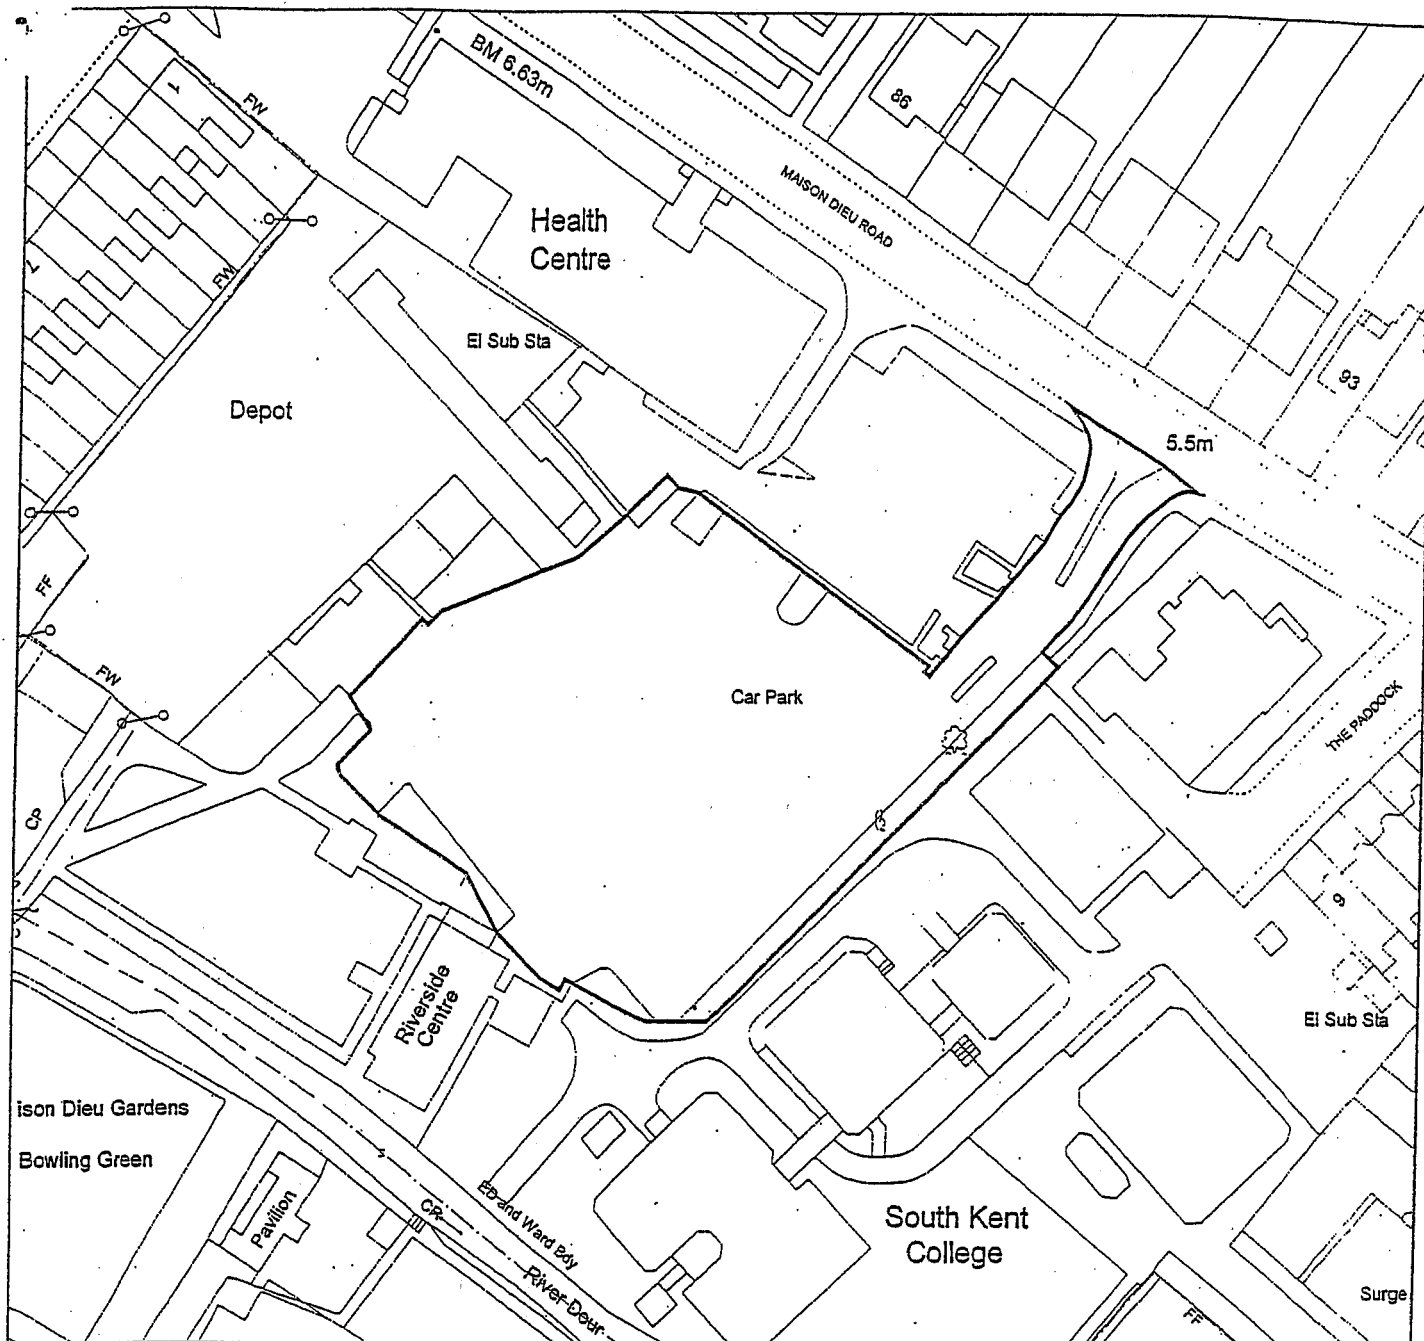 BM 6.63m
86
FW
1
MAISON DIEU ROAD
Health
Centre
7
FW
El Sub Sta
93
Depot
5.5m
FF
FW
Car Park
THE PADDOCK
CP
9
Riverside
Centre
El Sub Sta
ison Dieu Gardens
Bowling Green
Pavilion
CR
ED and Ward Bdy
River Dour
South Kent
College
Surge
FF